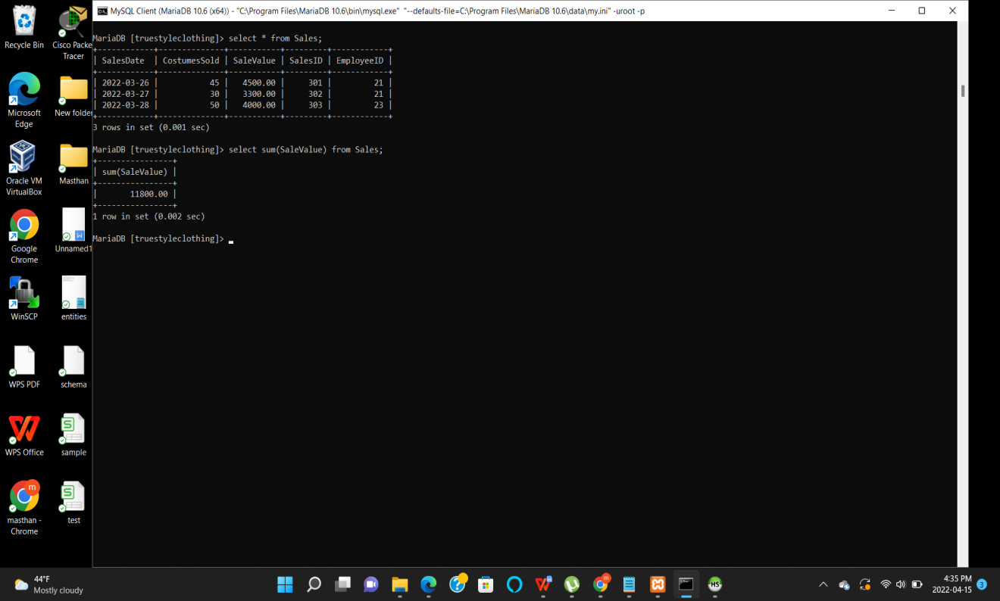 MySQL Client (MariaDB 10.6 (x64)) - "C:\Program Files\MariaDB 10.6\bin\mysql.exe"  "--defaults-file=C:\Program Files\MariaDB 10.6\data\my.ini" -uroot -p
MariaDB [truestyleclothing]> select * from Sales;
+------------+--------------+-----------+---------+------------+
| SalesDate  | CostumesSold | SaleValue | SalesID | EmployeeID |
+------------+--------------+-----------+---------+------------+
| 2022-03-26 |           45 |   4500.00 |     301 |         21 |
| 2022-03-27 |           30 |   3300.00 |     302 |         21 |
| 2022-03-28 |           50 |   4000.00 |     303 |         23 |
+------------+--------------+-----------+---------+------------+
3 rows in set (0.001 sec)
MariaDB [truestyleclothing]> select sum(SaleValue) from Sales;
+----------------+
| sum(SaleValue) |
+----------------+
|       11800.00 |
+----------------+
1 row in set (0.002 sec)
MariaDB [truestyleclothing]>
Recycle Bin
Cisco Packe
Tracer
Microsoft
Edge
New folder
Oracle VM
VirtualBox
Masthan
Google
Chrome
W
Unnamed1
WinSCP
entities
WPS PDF
schema
W
WPS Office
S
sample
m
masthan -
Chrome
S
test
44°F
Mostly cloudy
?
W
m
HS
4:35 PM
2022-04-15
3